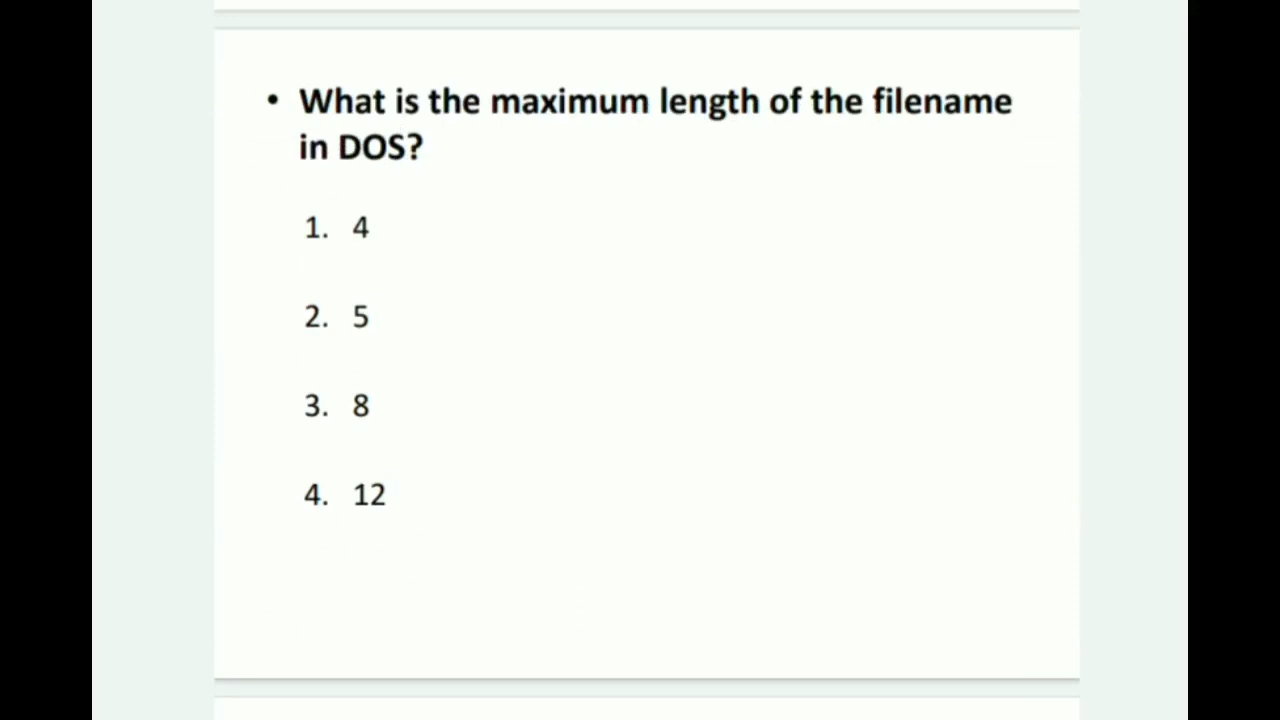 • What is the maximum length of the filename
in DOS?
1. 4
2. 5
3. 8
4. 12